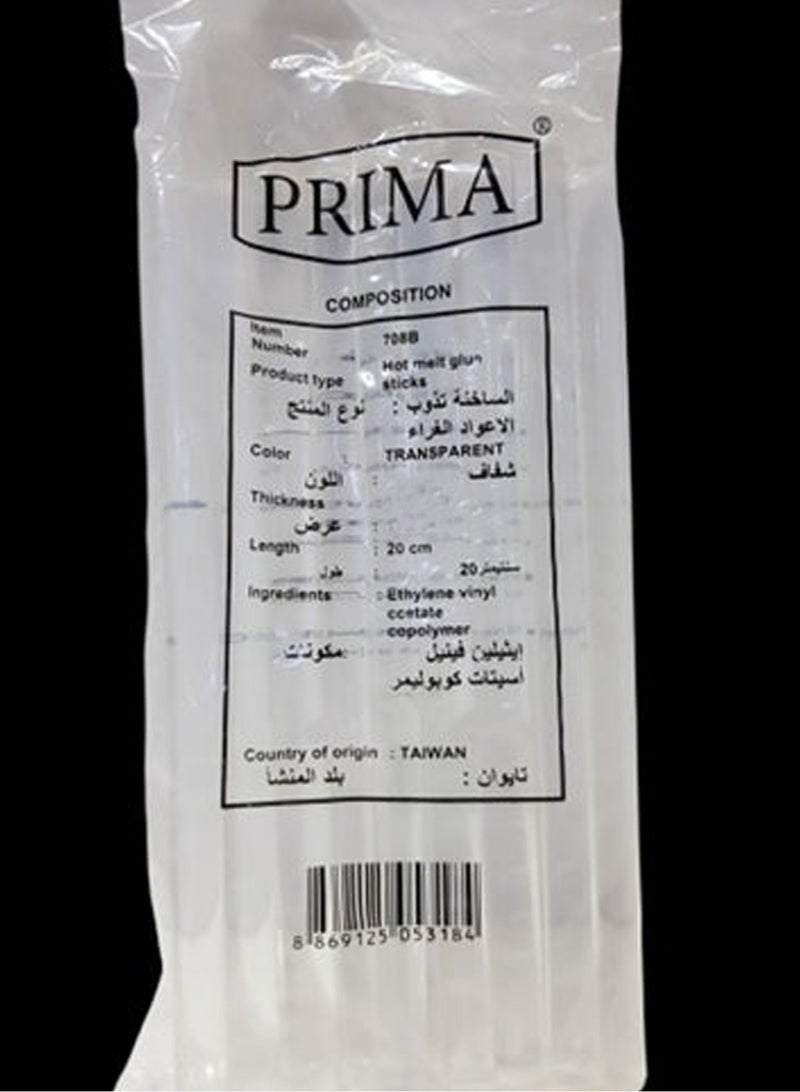 ®
PRIMA
COMPOSITION
Item
Number 708B
Product type Hot melt glue
sticks
نوع المنتج : الساخنة تذوب
الاعواد الغراء
Color TRANSPARENT
اللون : شفاف
Thickness
عرض :
Length : 20 cm
طول : 20 سنتيمتر
Ingredients : Ethylene vinyl
ccetate
copolymer
مكونات: إيثيلين فينيل
أسيتات كوبوليمر
Country of origin : TAIWAN
بلد المنشأ : تايوان
8 869125 053184